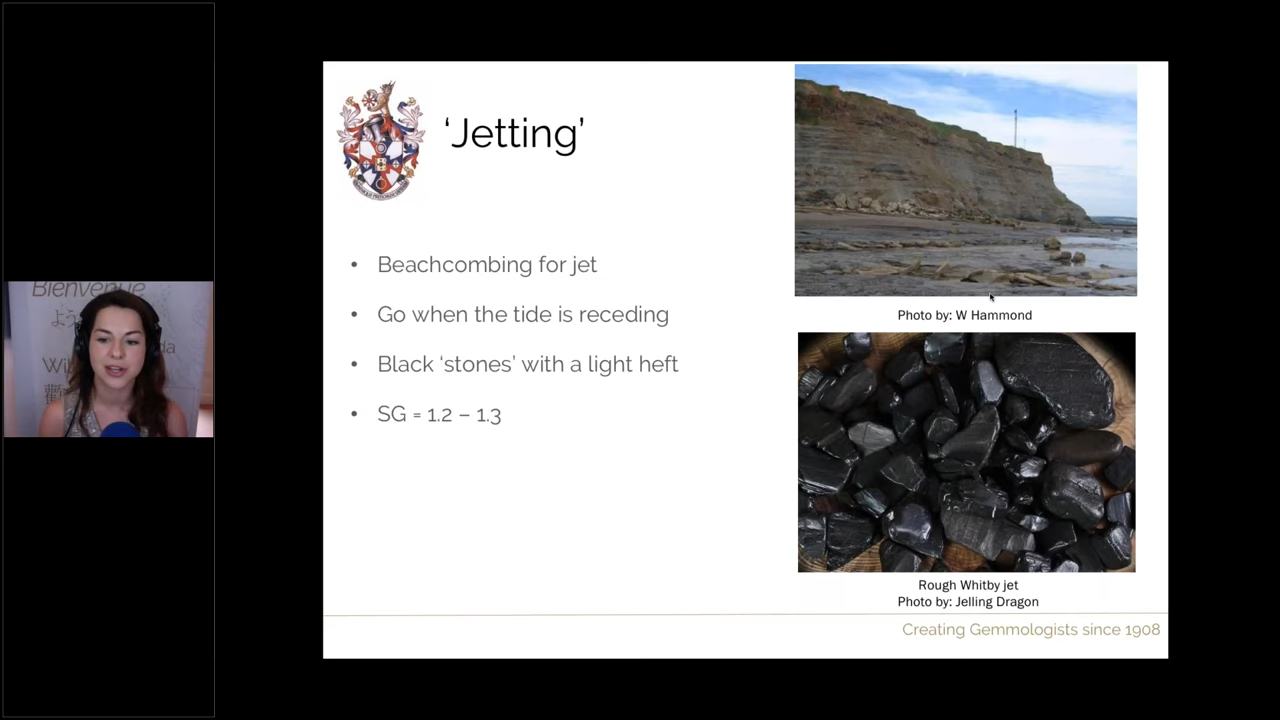 Bienvenue
‘Jetting’
• Beachcombing for jet
• Go when the tide is receding
• Black ‘stones’ with a light heft
• SG = 1.2 – 1.3
Photo by: W Hammond
Rough Whitby jet
Photo by: Jelling Dragon
Creating Gemmologists since 1908